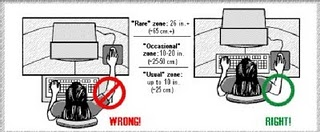 "Rare" zone: 26 in.+
(~65 cm.+)
"Occasional"
zone: 10-20 in.
(~25-50 cm.)
"Usual" zone:
up to 10 in.
(~25 cm.)
WRONG!
RIGHT!